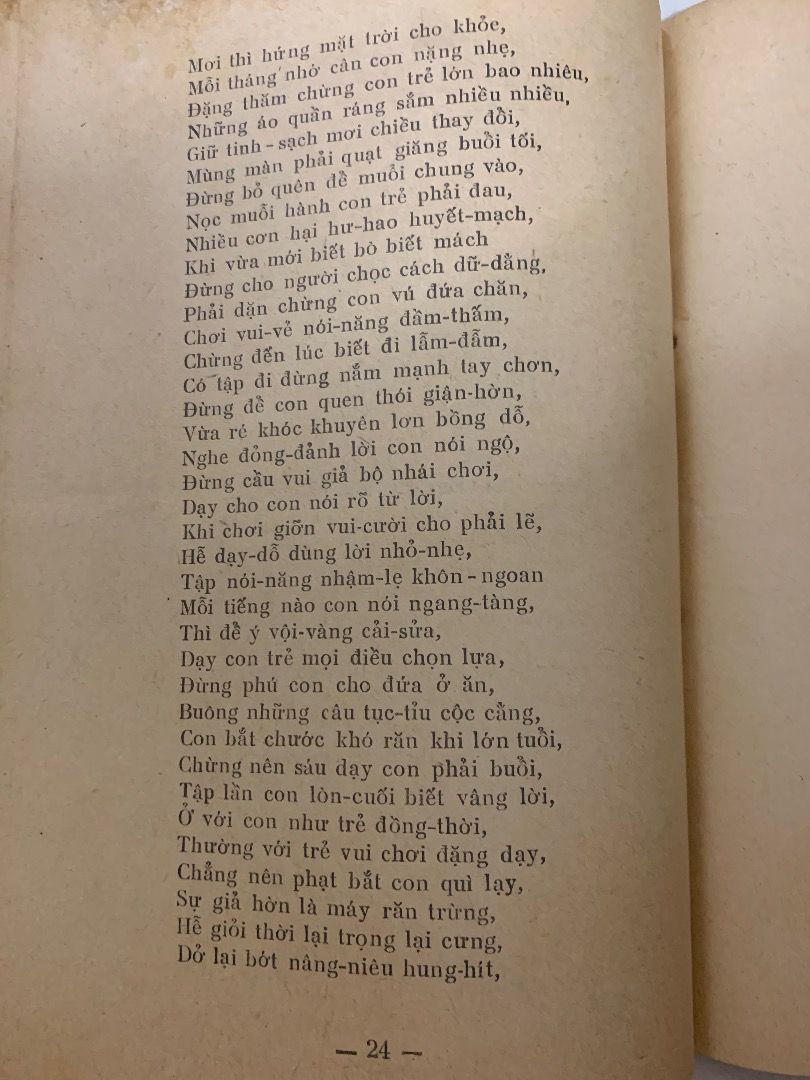 Mơi thì hứng mặt trời cho khỏe,
Mỗi tháng nhớ cân con nặng nhẹ,
Đặng thăm chừng con trẻ lớn bao nhiêu,
Những áo quần ráng sắm nhiều nhiều,
Giữ tinh-sạch mơi chiều thay đổi,
Mùng màn phải quạt giăng buổi tối,
Đừng bỏ quên để muỗi chung vào,
Nọc muỗi hành con trẻ phải đau,
Nhiều cơn hại hư-hao huyết-mạch,
Khi vừa mới biết bò biết mách
Đừng cho người chọc cách dữ-dằng,
Phải dặn chừng con vú đứa chăn,
Chơi vui-vẻ nói-năng đầm-thấm,
Chừng đến lúc biết đi lẫm-đẫm,
Có tập đi đừng nắm mạnh tay chơn,
Đừng để con quen thói giận-hờn,
Vừa ré khóc khuyên lơn bồng dỗ,
Nghe đỏng-đảnh lời con nói ngộ,
Đừng cầu vui giả bộ nhái chơi,
Dạy cho con nói rõ từ lời,
Khi chơi giỡn vui-cười cho phải lẽ,
Hễ dạy-dỗ dùng lời nhỏ-nhẹ,
Tập nói-năng nhậm-lẹ khôn-ngoan
Mỗi tiếng nào con nói ngang-tàng,
Thì để ý vội-vàng cải-sửa,
Dạy con trẻ mọi điều chọn lựa,
Đừng phú con cho đứa ở ăn,
Buông những câu tục-tỉu cộc cằng,
Con bắt chước khó răn khi lớn tuổi,
Chừng nên sáu dạy con phải buổi,
Tập lần con lòn-cuối biết vâng lời,
Ở với con như trẻ đồng-thời,
Thường với trẻ vui chơi đặng dạy,
Chẳng nên phạt bắt con quì lạy,
Sự giả hờn là máy răn trừng,
Hễ giỏi thời lại trọng lại cưng,
Dở lại bớt nâng-niêu hung-hít,
— 24 —